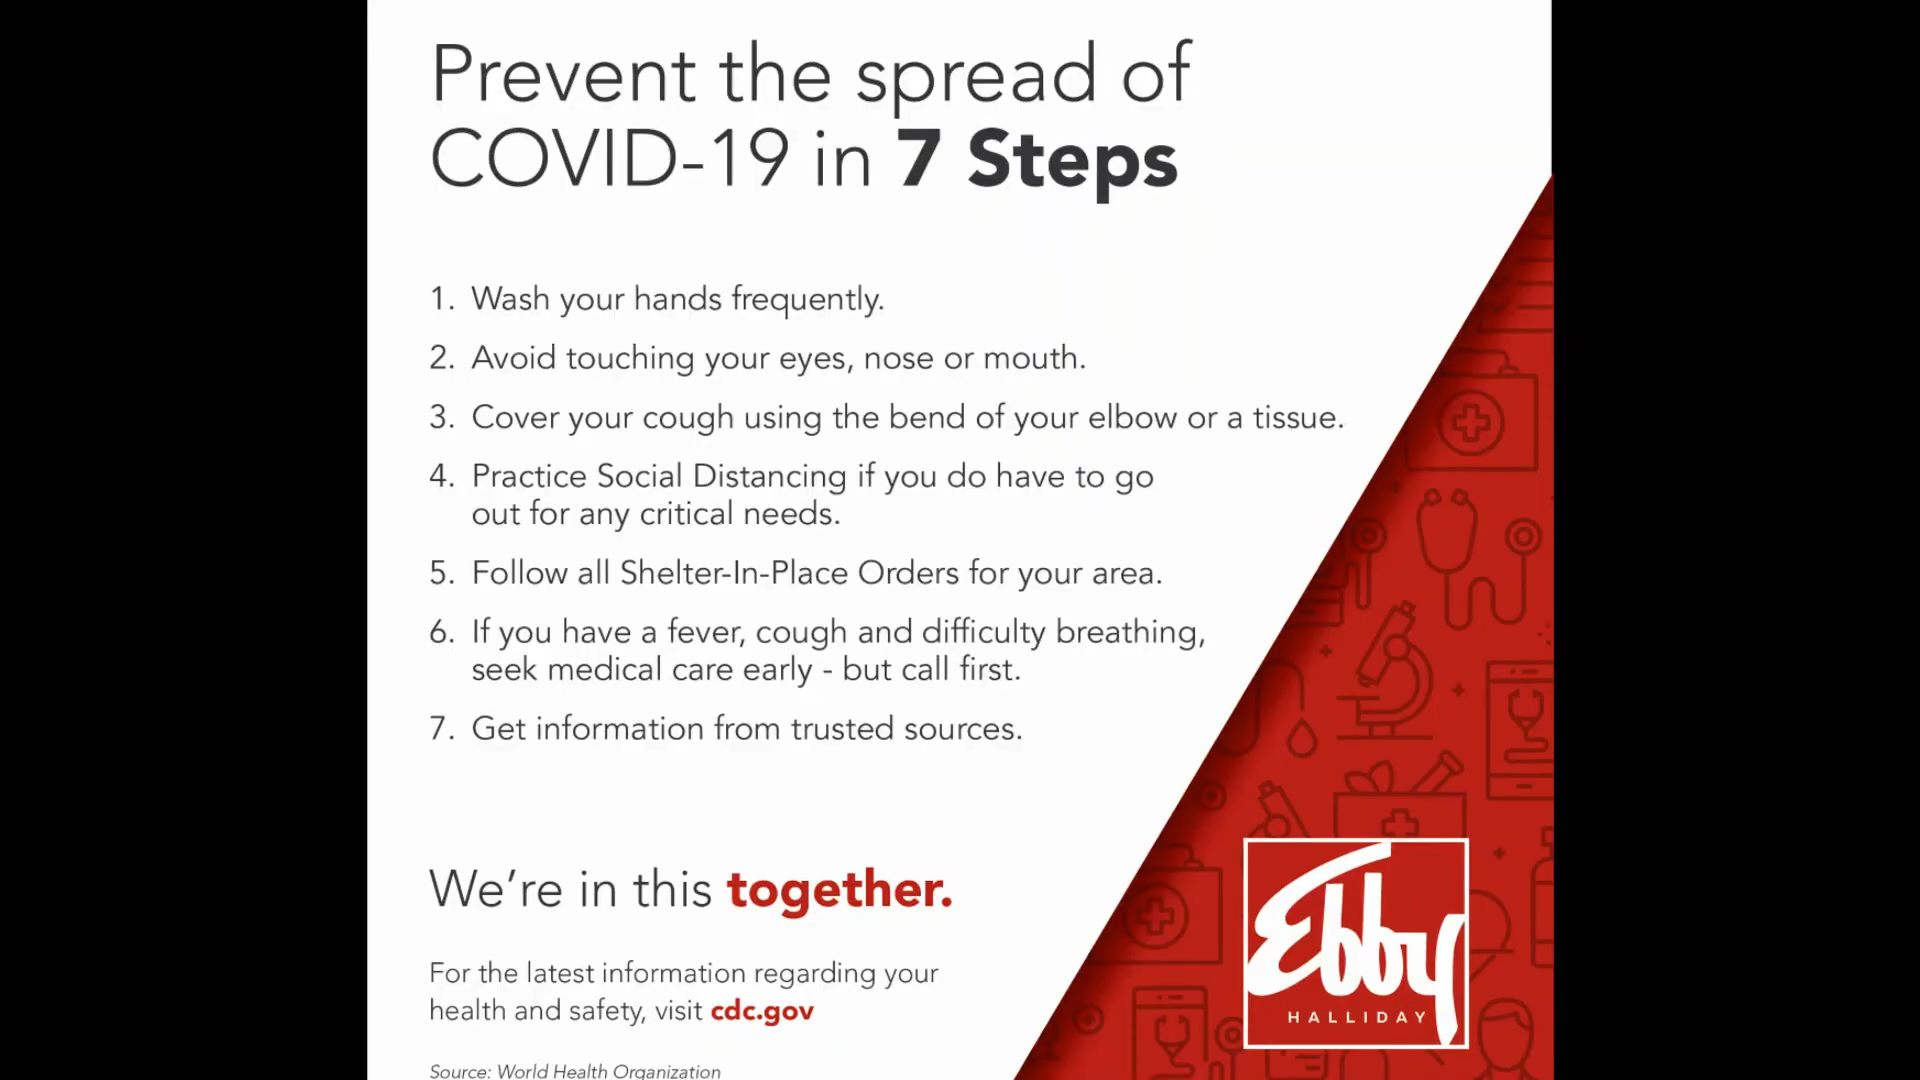 Prevent the spread of
COVID-19 in 7 Steps
1. Wash your hands frequently.
2. Avoid touching your eyes, nose or mouth.
3. Cover your cough using the bend of your elbow or a tissue.
4. Practice Social Distancing if you do have to go
out for any critical needs.
5. Follow all Shelter-In-Place Orders for your area.
6. If you have a fever, cough and difficulty breathing,
seek medical care early - but call first.
7. Get information from trusted sources.
We're in this together.
For the latest information regarding your
health and safety, visit cdc.gov
Source: World Health Organization
Ebby
HALLIDAY